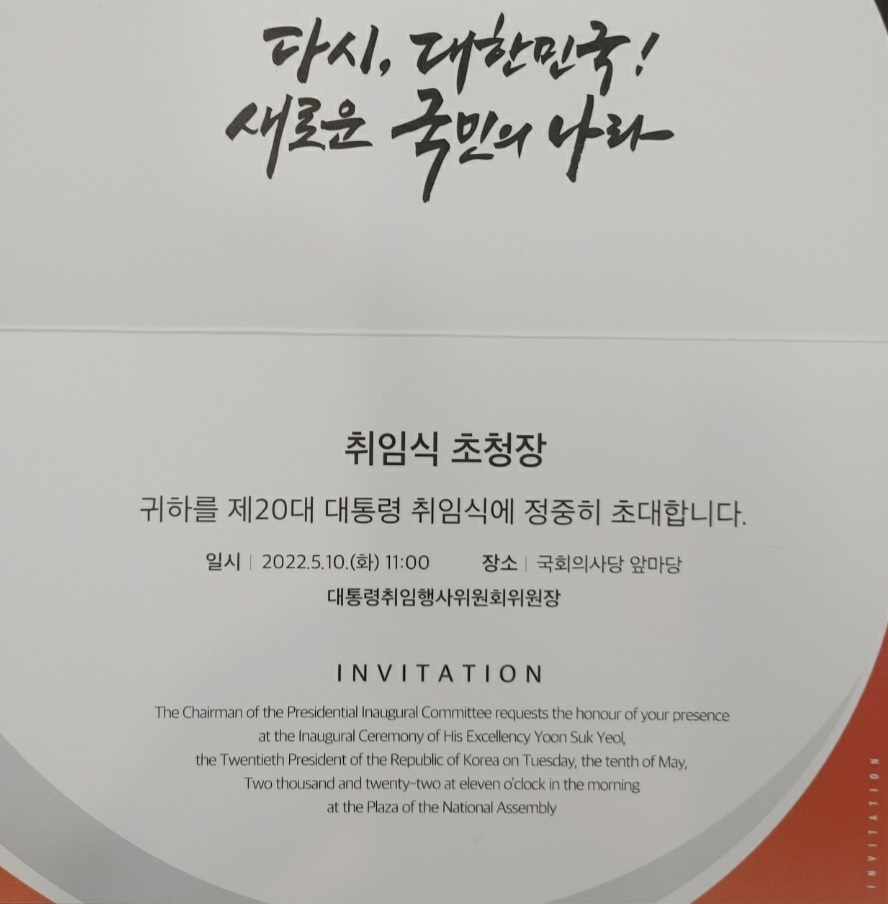 다시, 대한민국!
새로운 국민의 나라
취임식 초청장
귀하를 제20대 대통령 취임식에 정중히 초대합니다.
일시 | 2022.5.10.(화) 11:00 장소 | 국회의사당 앞마당
대통령취임행사위원회위원장
INVITATION
The Chairman of the Presidential Inaugural Committee requests the honour of your presence
at the Inaugural Ceremony of His Excellency Yoon Suk Yeol,
the Twentieth President of the Republic of Korea on Tuesday, the tenth of May,
Two thousand and twenty-two at eleven o'clock in the morning
at the Plaza of the National Assembly
INVITATION